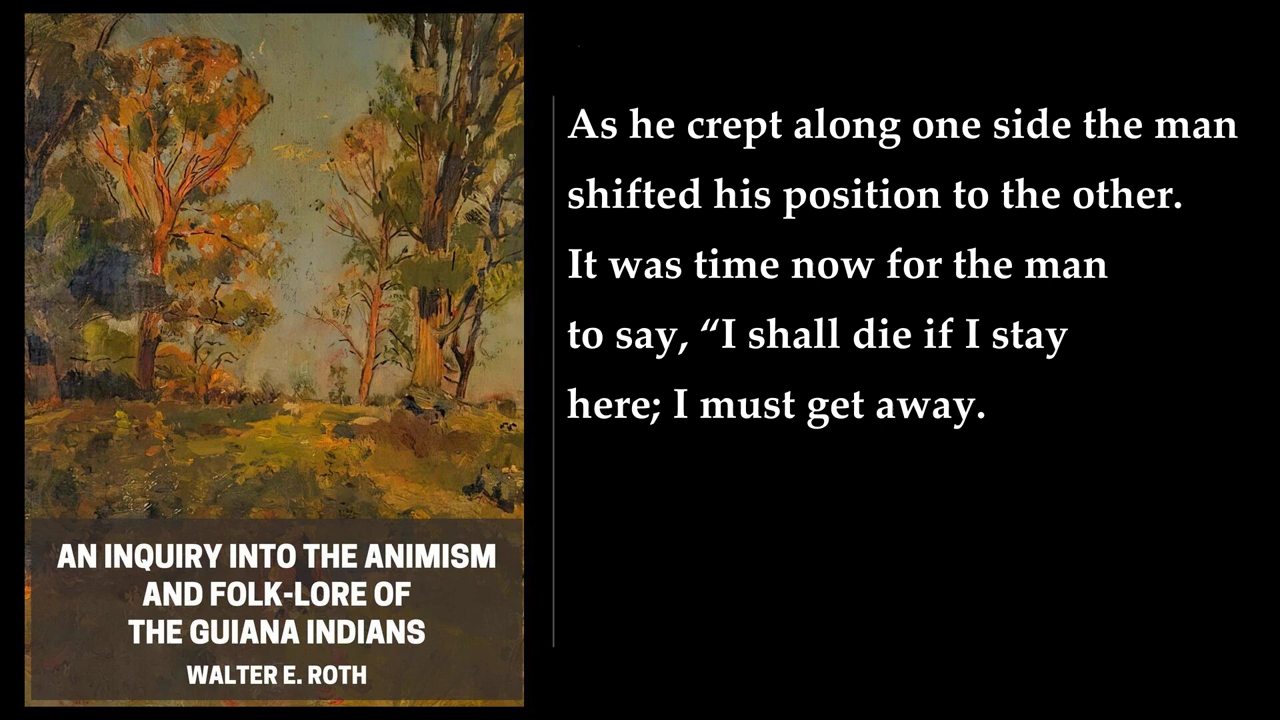 As he crept along one side the man
shifted his position to the other.
It was time now for the man
to say, “I shall die if I stay
here; I must get away.
AN INQUIRY INTO THE ANIMISM
AND FOLK-LORE OF
THE GUIANA INDIANS
WALTER E. ROTH